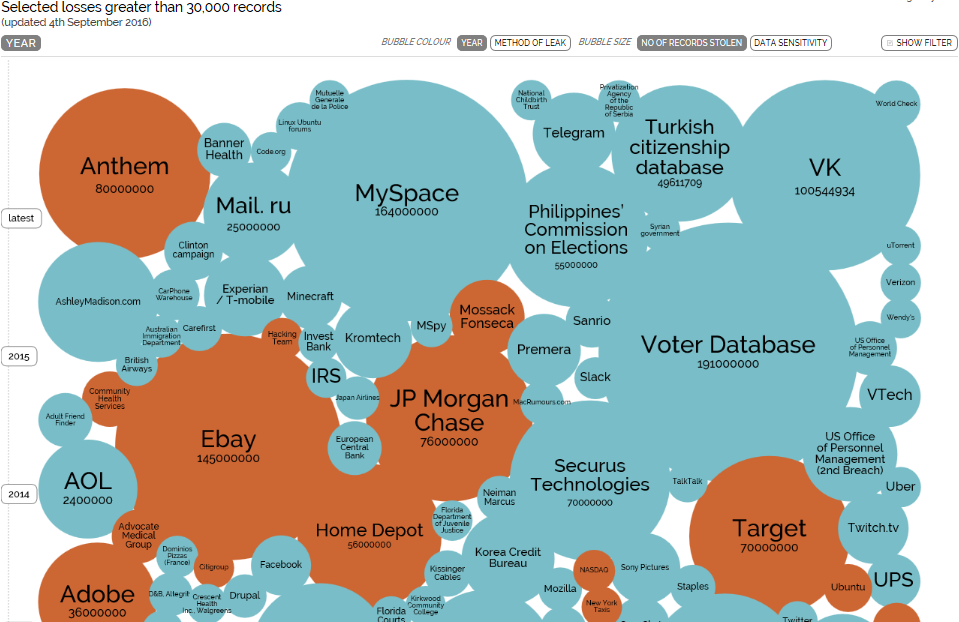 Selected losses greater than 30,000 records
(updated 4th September 2016)
YEAR
BUBBLE COLOUR
YEAR
METHOD OF LEAK
BUBBLE SIZE
NO OF RECORDS STOLEN
DATA SENSITIVITY
SHOW FILTER
latest
2015
2014
Anthem
80000000
Banner
Health
Code.org
Linux Ubuntu
forums
Mutuelle
Generale
de la Police
MySpace
164000000
National
Childbirth
Trust
Telegram
Privatization
Agency
of the
Republic
of Serbia
Turkish
citizenship
database
49611709
VK
100544934
World Check
Mail. ru
25000000
Philippines'
Commission
on Elections
55000000
Syrian
government
uTorrent
Clinton
campaign
AshleyMadison.com
CarPhone
Warehouse
Experian
/ T-mobile
Minecraft
Verizon
Wendy's
Australian
Immigration
Department
Carefirst
Hacking
Team
Invest
Bank
Kromtech
MSpy
Mossack
Fonseca
Premera
Sanrio
Voter Database
191000000
US Office
of Personnel
Management
British
Airways
IRS
Slack
VTech
Community
Health
Services
Japan Airlines
JP Morgan
Chase
76000000
MacRumours.com
Adult Friend
Finder
Ebay
145000000
European
Central
Bank
US Office
of Personnel
Management
(2nd Breach)
AOL
2400000
Securus
Technologies
70000000
TalkTalk
Uber
Neiman
Marcus
Advocate
Medical
Group
Home Depot
56000000
Florida
Department
of Juvenile
Justice
Target
70000000
Twitch.tv
Dominios
Pizzas
(France)
Citigroup
Facebook
Kissinger
Cables
Korea Credit
Bureau
NASDAQ
Sony Pictures
Adobe
36000000
D&B, Altegrit
Crescent
Health
Inc., Walgreens
Drupal
Florida
Courts
Kirkwood
Community
College
Mozilla
New York
Taxis
Staples
Ubuntu
UPS
Twitter